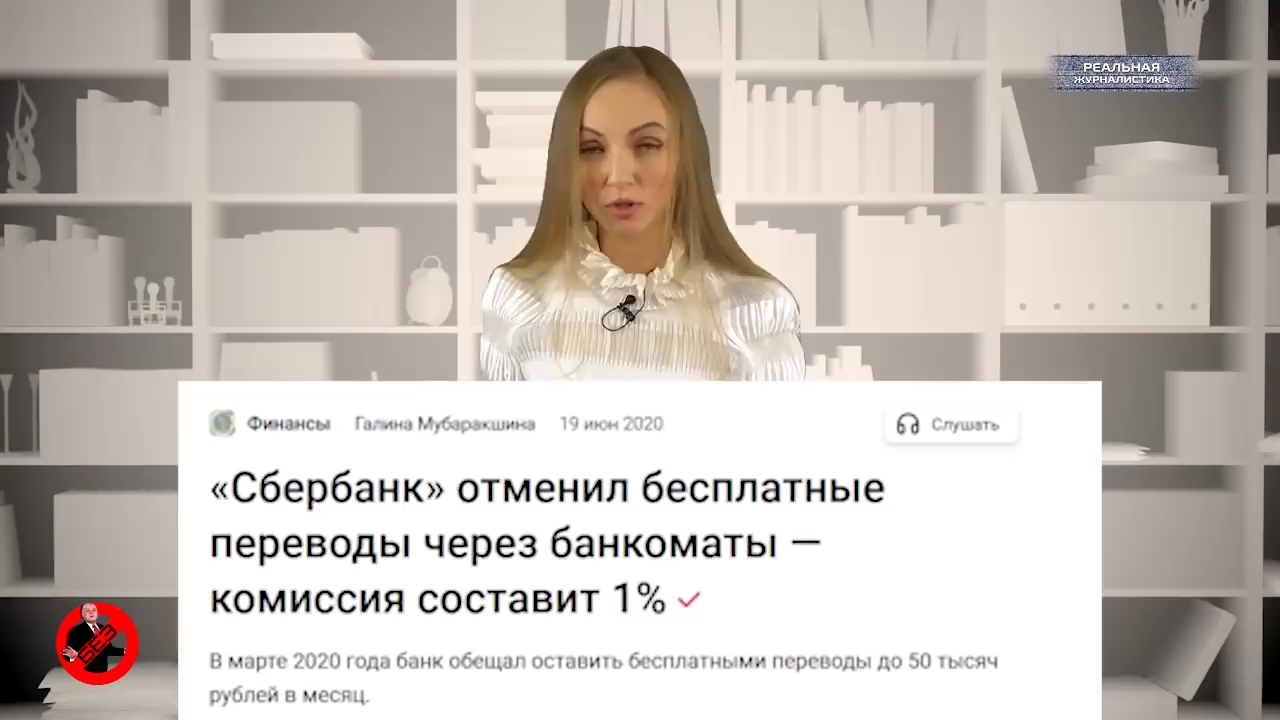 РЕАЛЬНАЯ
ЖУРНАЛИСТИКА
Финансы Галина Мубаракшина 19 июн 2020 Слушать
«Сбербанк» отменил бесплатные
переводы через банкоматы —
комиссия составит 1%
В марте 2020 года банк обещал оставить бесплатными переводы до 50 тысяч
рублей в месяц.